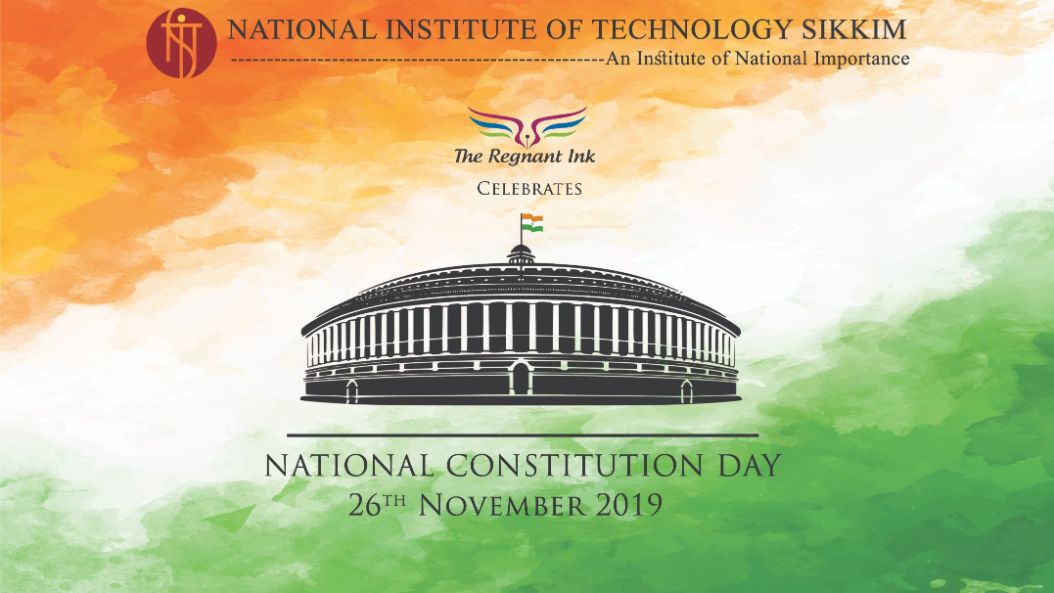 NATIONAL INSTITUTE OF TECHNOLOGY SIKKIM
----------------------------------------------------An Institute of National Importance
The Regnant Ink
CELEBRATES
NATIONAL CONSTITUTION DAY
26TH NOVEMBER 2019